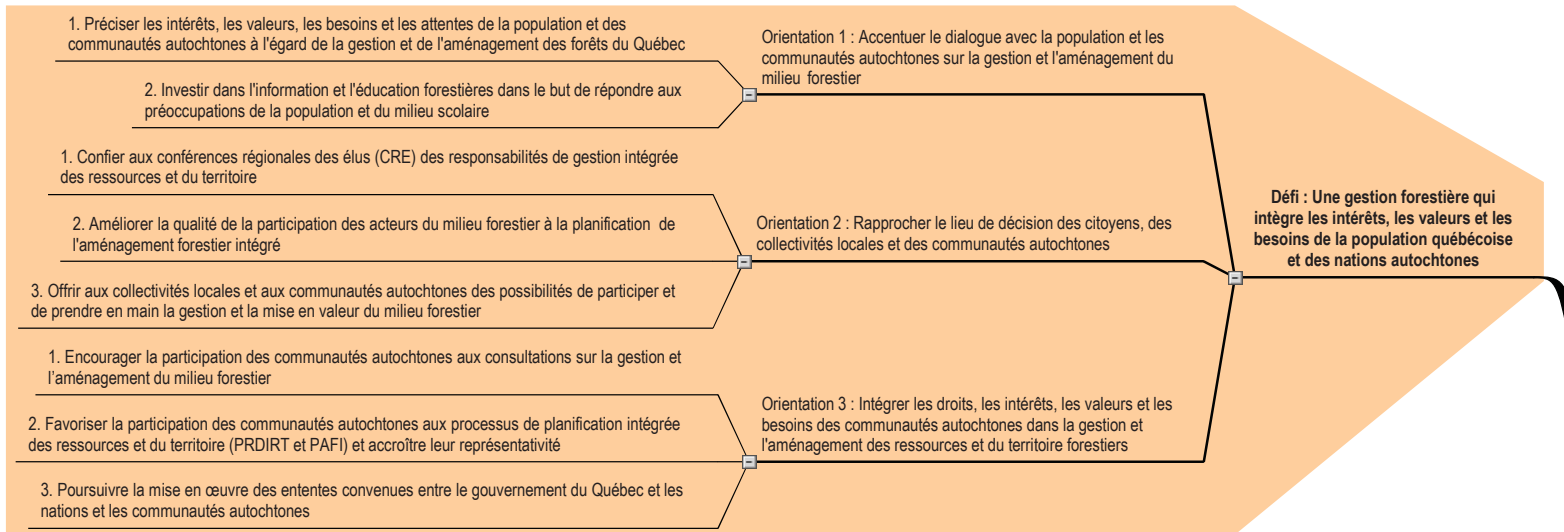 1. Préciser les intérêts, les valeurs, les besoins et les attentes de la population et des
communautés autochtones à l'égard de la gestion et de l'aménagement des forêts du Québec
2. Investir dans l'information et l'éducation forestières dans le but de répondre aux
préoccupations de la population et du milieu scolaire
Orientation 1 : Accentuer le dialogue avec la population et les
communautés autochtones sur la gestion et l'aménagement du
milieu forestier
1. Confier aux conférences régionales des élus (CRE) des responsabilités de gestion intégrée
des ressources et du territoire
2. Améliorer la qualité de la participation des acteurs du milieu forestier à la planification de
l'aménagement forestier intégré
3. Offrir aux collectivités locales et aux communautés autochtones des possibilités de participer et
de prendre en main la gestion et la mise en valeur du milieu forestier
Orientation 2 : Rapprocher le lieu de décision des citoyens, des
collectivités locales et des communautés autochtones
1. Encourager la participation des communautés autochtones aux consultations sur la gestion et
l’aménagement du milieu forestier
2. Favoriser la participation des communautés autochtones aux processus de planification intégrée
des ressources et du territoire (PRDIRT et PAFI) et accroître leur représentativité
3. Poursuivre la mise en œuvre des ententes convenues entre le gouvernement du Québec et les
nations et les communautés autochtones
Orientation 3 : Intégrer les droits, les intérêts, les valeurs et les
besoins des communautés autochtones dans la gestion et
l'aménagement des ressources et du territoire forestiers
Défi : Une gestion forestière qui
intègre les intérêts, les valeurs et les
besoins de la population québécoise
et des nations autochtones